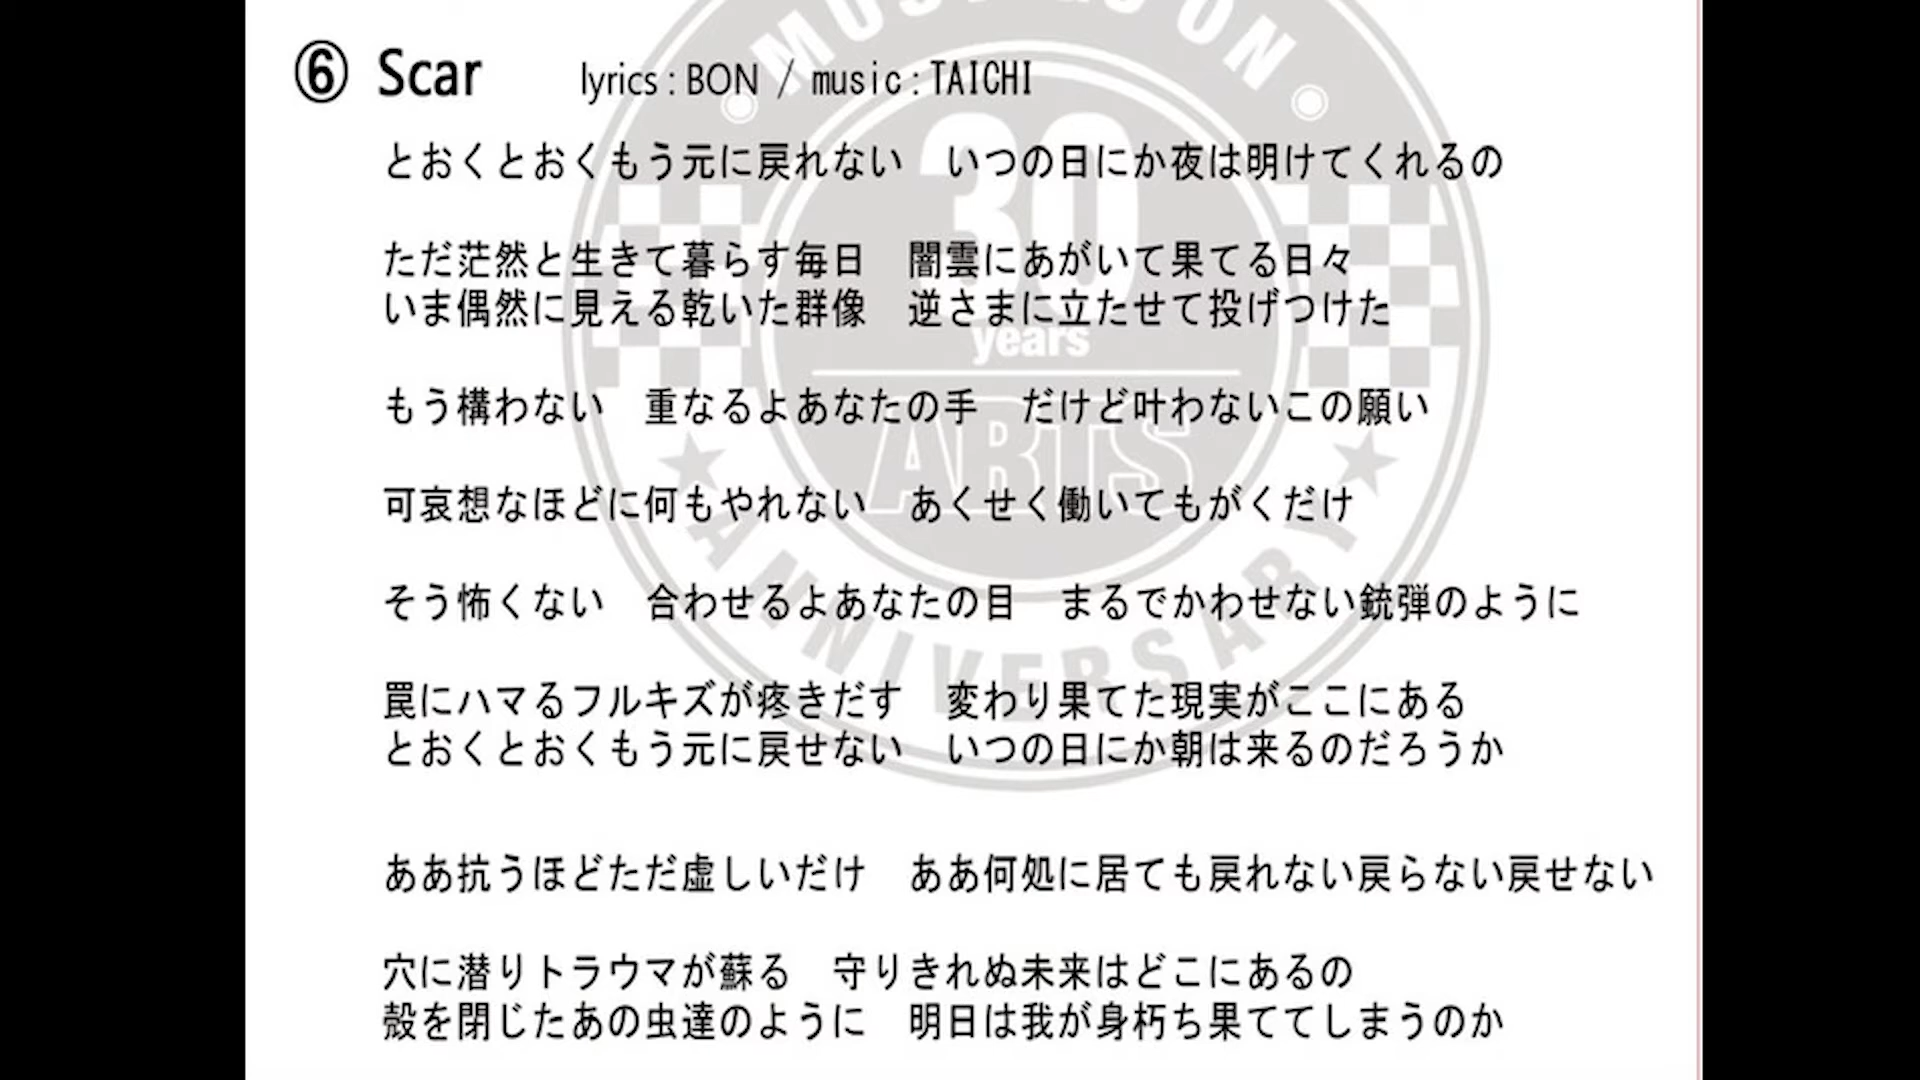 MUSIC GOON
⑥ Scar lyrics : BON / music : TAICHI
とおくとおくもう元に戻れない　いつの日にか夜は明けてくれるの
ただ茫然と生きて暮らす毎日　闇雲にあがいて果てる日々
いま偶然に見える乾いた群像　逆さまに立たせて投げつけた
もう構わない　重なるよあなたの手　だけど叶わないこの願い
可哀想なほどに何もやれない　あくせく働いてもがくだけ
そう怖くない　合わせるよあなたの目　まるでかわせない銃弾のように
罠にハマるフルキズが疼きだす　変わり果てた現実がここにある
とおくとおくもう元に戻せない　いつの日にか朝は来るのだろうか
ああ抗うほどただ虚しいだけ　ああ何処に居ても戻れない戻らない戻せない
穴に潜りトラウマが蘇る　守りきれぬ未来はどこにあるの
殻を閉じたあの虫達のように　明日は我が身朽ち果ててしまうのか
30
years
ARTS
ANNIVERSARY